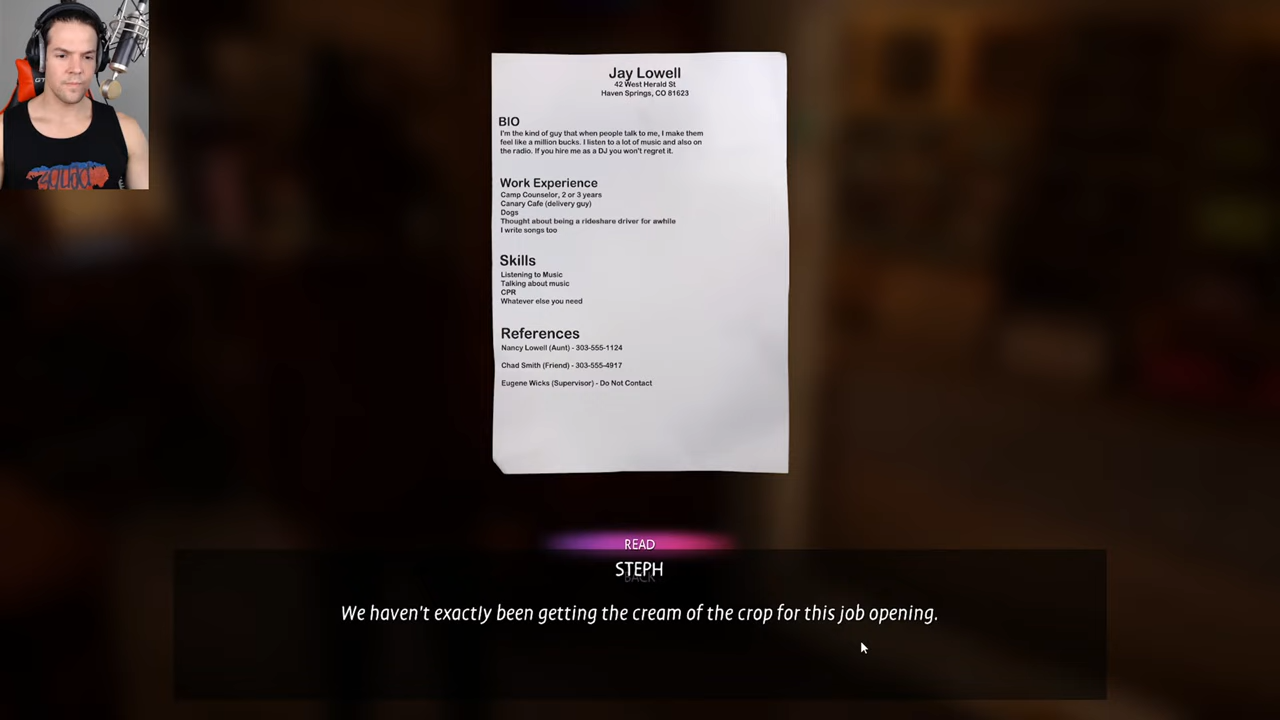 Jay Lowell
42 West Herald St
Haven Springs, CO 81623
BIO
I'm the kind of guy that when people talk to me, I make them
feel like a million bucks. I listen to a lot of music and also on
the radio. If you hire me as a DJ you won't regret it.
Work Experience
Camp Counselor, 2 or 3 years
Canary Cafe (delivery guy)
Dogs
Thought about being a rideshare driver for awhile
I write songs too
Skills
Listening to Music
Talking about music
CPR
Whatever else you need
References
Nancy Lowell (Aunt) - 303-555-1124
Chad Smith (Friend) - 303-555-4917
Eugene Wicks (Supervisor) - Do Not Contact
READ
STEPH
BACK
We haven't exactly been getting the cream of the crop for this job opening.